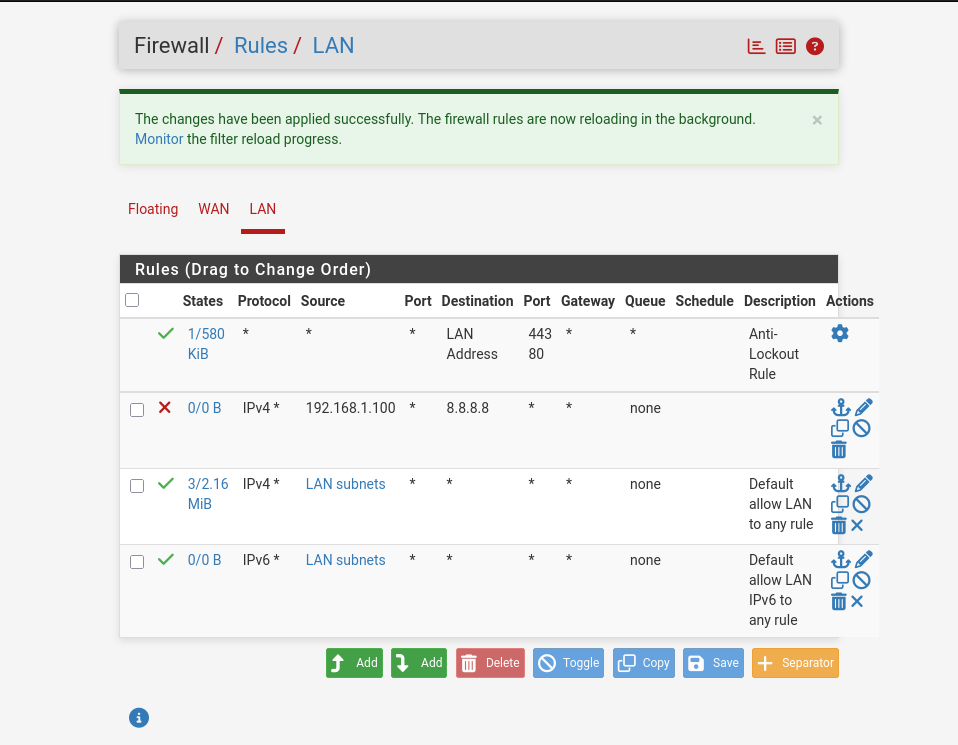 Firewall / Rules / LAN
The changes have been applied successfully. The firewall rules are now reloading in the background.
Monitor the filter reload progress.
×
Floating WAN LAN
Rules (Drag to Change Order)
States Protocol Source Port Destination Port Gateway Queue Schedule Description Actions
1/580 * * * LAN 443 * * Anti-
KiB Address 80 Lockout
Rule
0/0 B IPv4 * 192.168.1.100 * 8.8.8.8 * * none
3/2.16 IPv4 * LAN subnets * * * * none Default
MiB allow LAN
to any rule
0/0 B IPv6 * LAN subnets * * * * none Default
allow LAN
IPv6 to
any rule
Add Add Delete Toggle Copy Save Separator